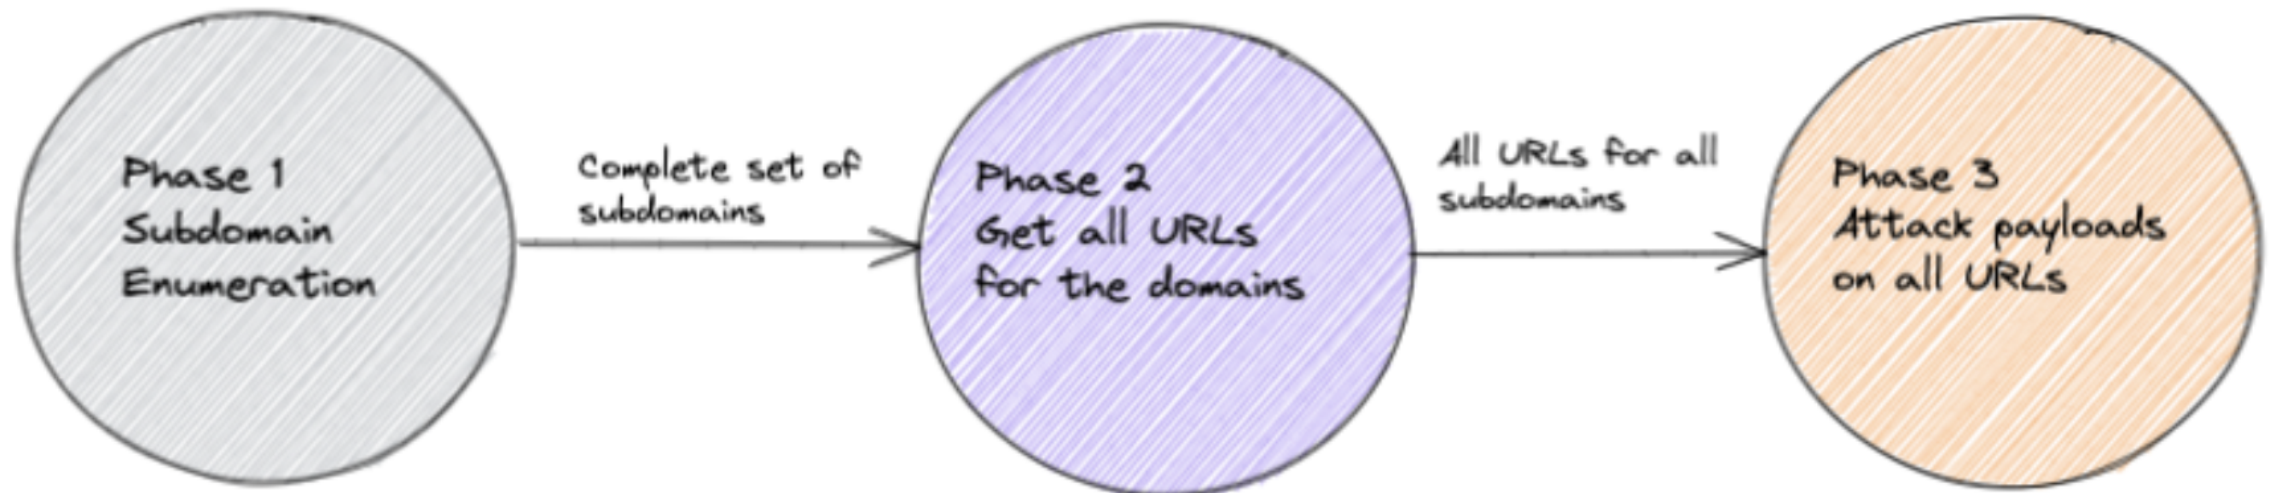 Phase 1
Subdomain
Enumeration
Complete set of
subdomains
Phase 2
Get all URLs
for the domains
All URLs for all
subdomains
Phase 3
Attack payloads
on all URLs